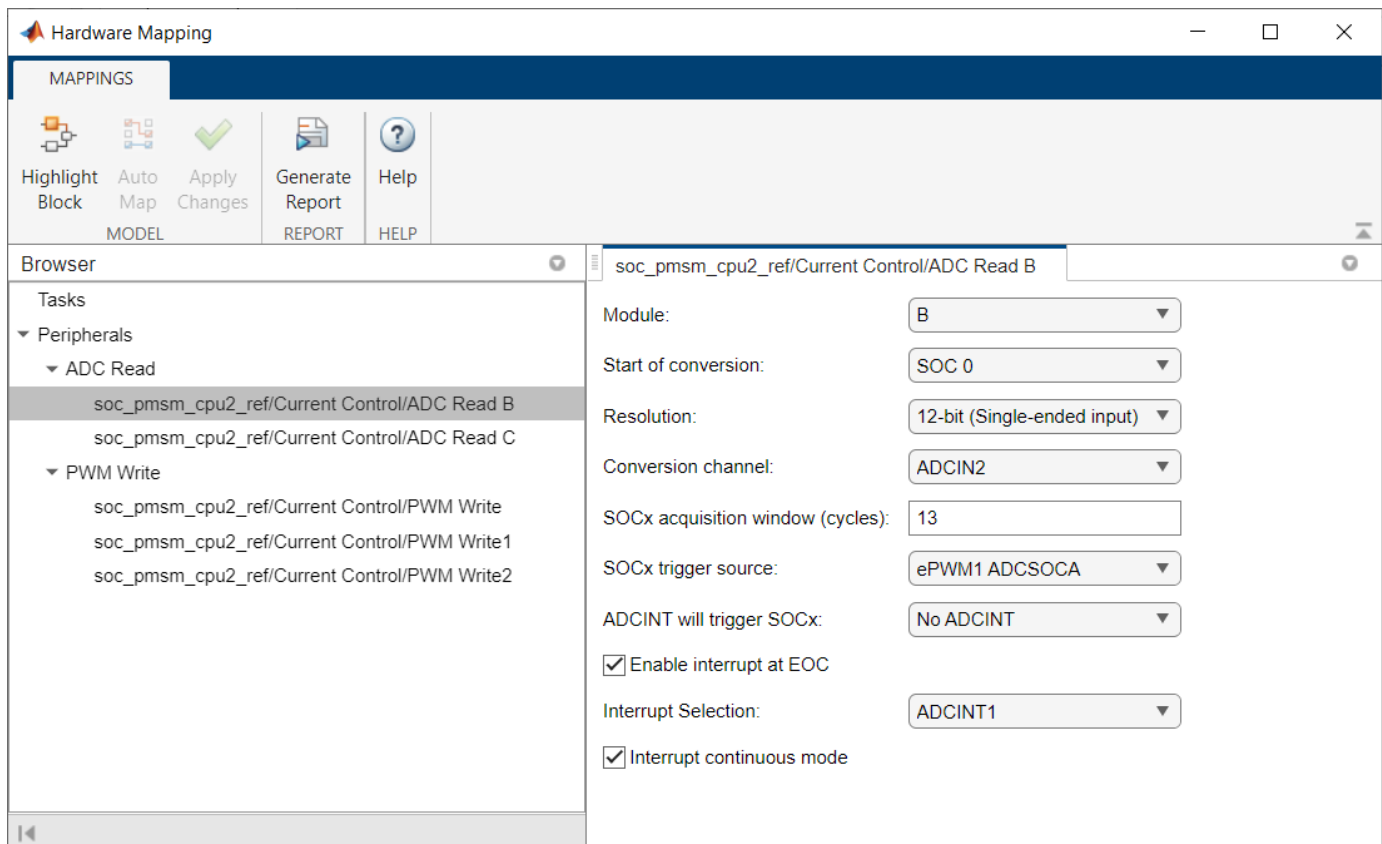 Hardware Mapping
MAPPINGS
Highlight Block
Auto Map
Apply Changes
Generate Report
Help
MODEL
REPORT
HELP
Browser
Tasks
Peripherals
ADC Read
soc_pmsm_cpu2_ref/Current Control/ADC Read B
soc_pmsm_cpu2_ref/Current Control/ADC Read C
PWM Write
soc_pmsm_cpu2_ref/Current Control/PWM Write
soc_pmsm_cpu2_ref/Current Control/PWM Write1
soc_pmsm_cpu2_ref/Current Control/PWM Write2
soc_pmsm_cpu2_ref/Current Control/ADC Read B
Module: B
Start of conversion: SOC 0
Resolution: 12-bit (Single-ended input)
Conversion channel: ADCIN2
SOCx acquisition window (cycles): 13
SOCx trigger source: ePWM1 ADCSOCA
ADCINT will trigger SOCx: No ADCINT
Enable interrupt at EOC
Interrupt Selection: ADCINT1
Interrupt continuous mode